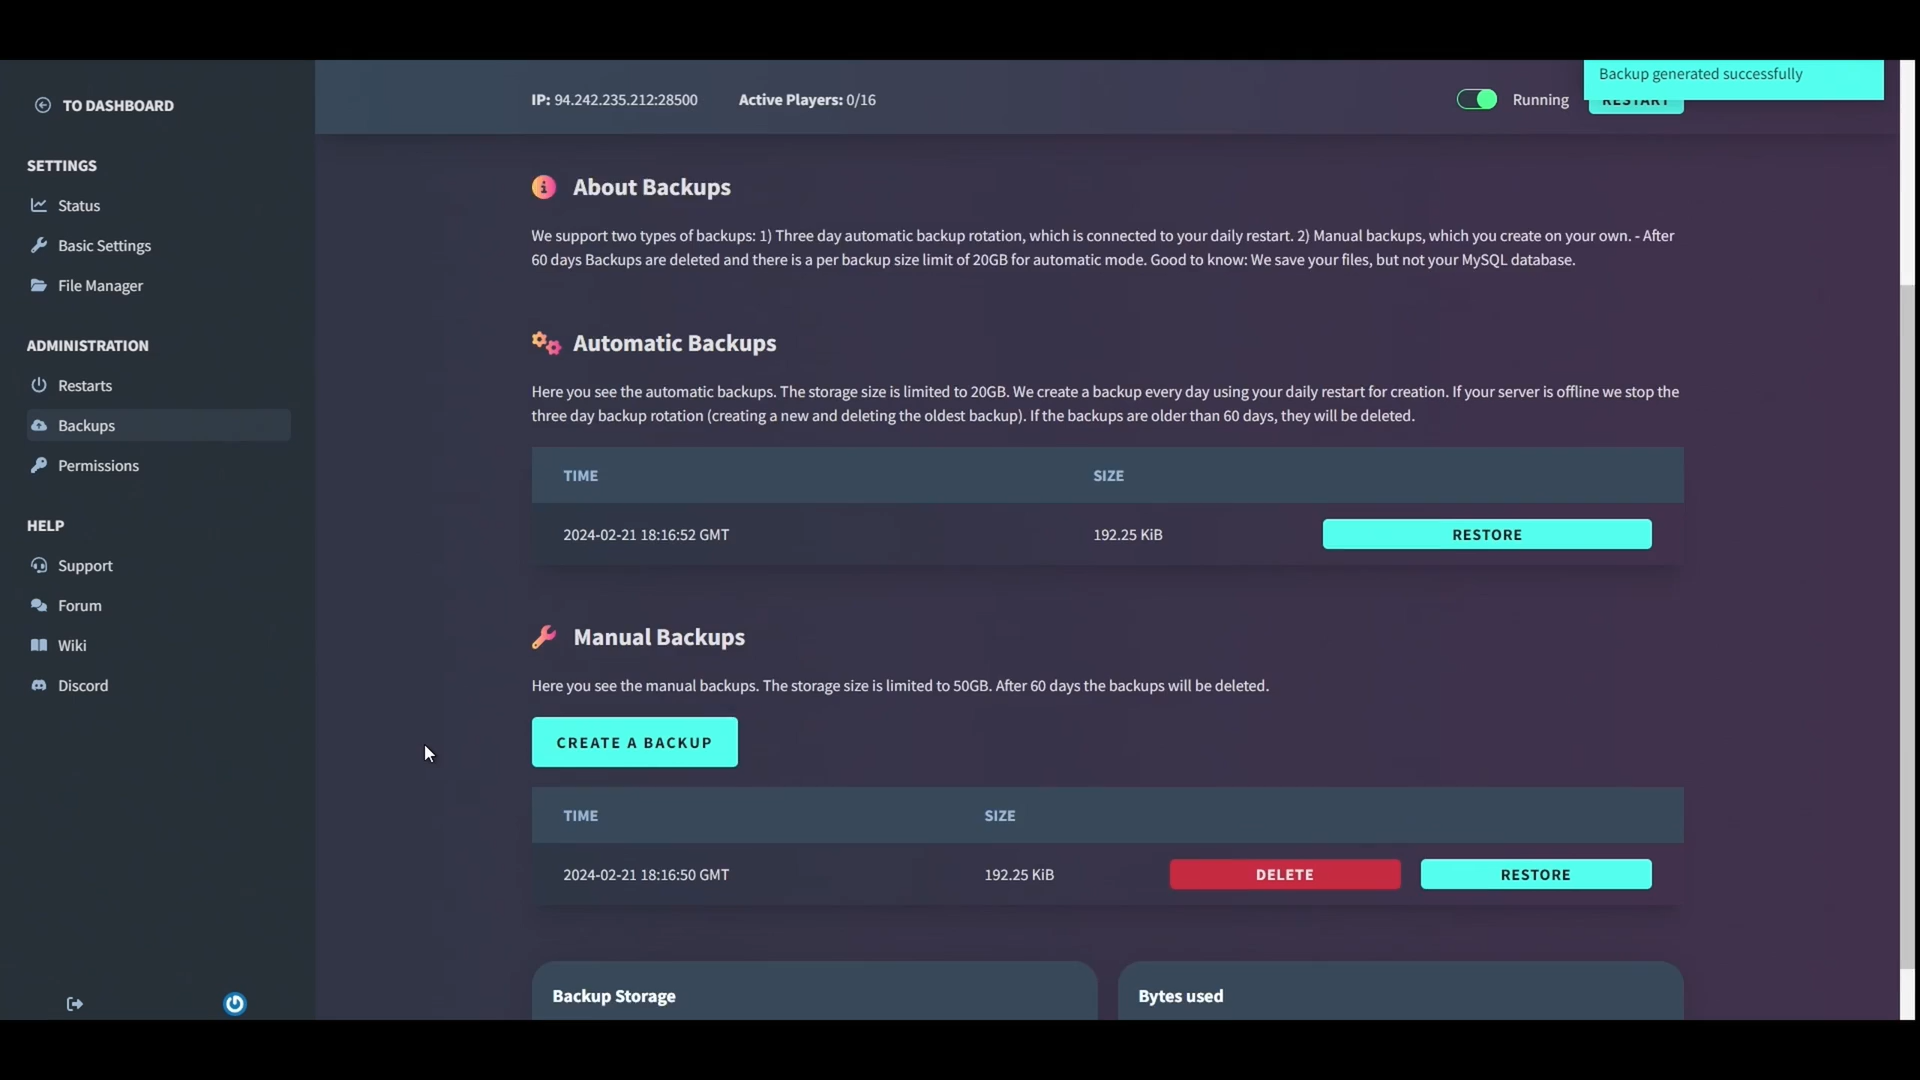 TO DASHBOARD
SETTINGS
Status
Basic Settings
File Manager
ADMINISTRATION
Restarts
Backups
Permissions
HELP
Support
Forum
Wiki
Discord
IP: 94.242.235.212:28500
Active Players: 0/16
Running
RESTART
Backup generated successfully
About Backups
We support two types of backups: 1) Three day automatic backup rotation, which is connected to your daily restart. 2) Manual backups, which you create on your own. - After
60 days Backups are deleted and there is a per backup size limit of 20GB for automatic mode. Good to know: We save your files, but not your MySQL database.
Automatic Backups
Here you see the automatic backups. The storage size is limited to 20GB. We create a backup every day using your daily restart for creation. If your server is offline we stop the
three day backup rotation (creating a new and deleting the oldest backup). If the backups are older than 60 days, they will be deleted.
TIME SIZE
2024-02-21 18:16:52 GMT 192.25 KiB RESTORE
Manual Backups
Here you see the manual backups. The storage size is limited to 50GB. After 60 days the backups will be deleted.
CREATE A BACKUP
TIME SIZE
2024-02-21 18:16:50 GMT 192.25 KiB DELETE RESTORE
Backup Storage
Bytes used